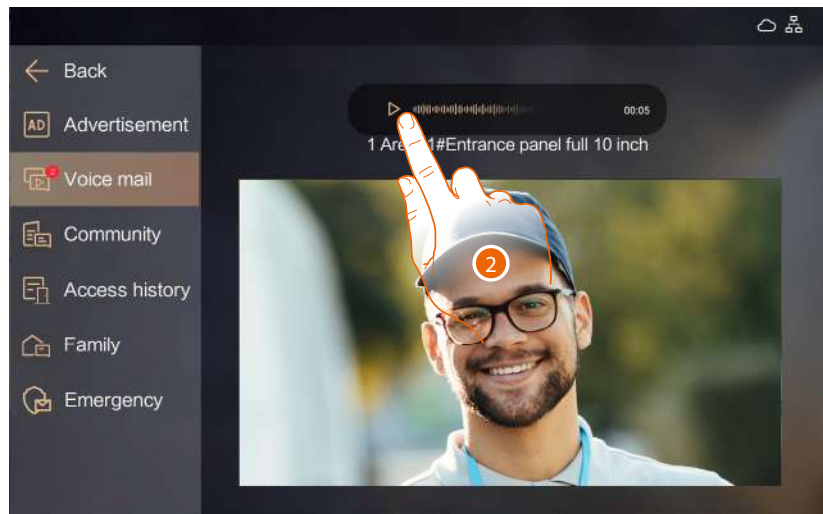 Back
AD Advertisement
Voice mail
Community
Access history
Family
Emergency
00:05
1 Are 1#Entrance panel full 10 inch
2